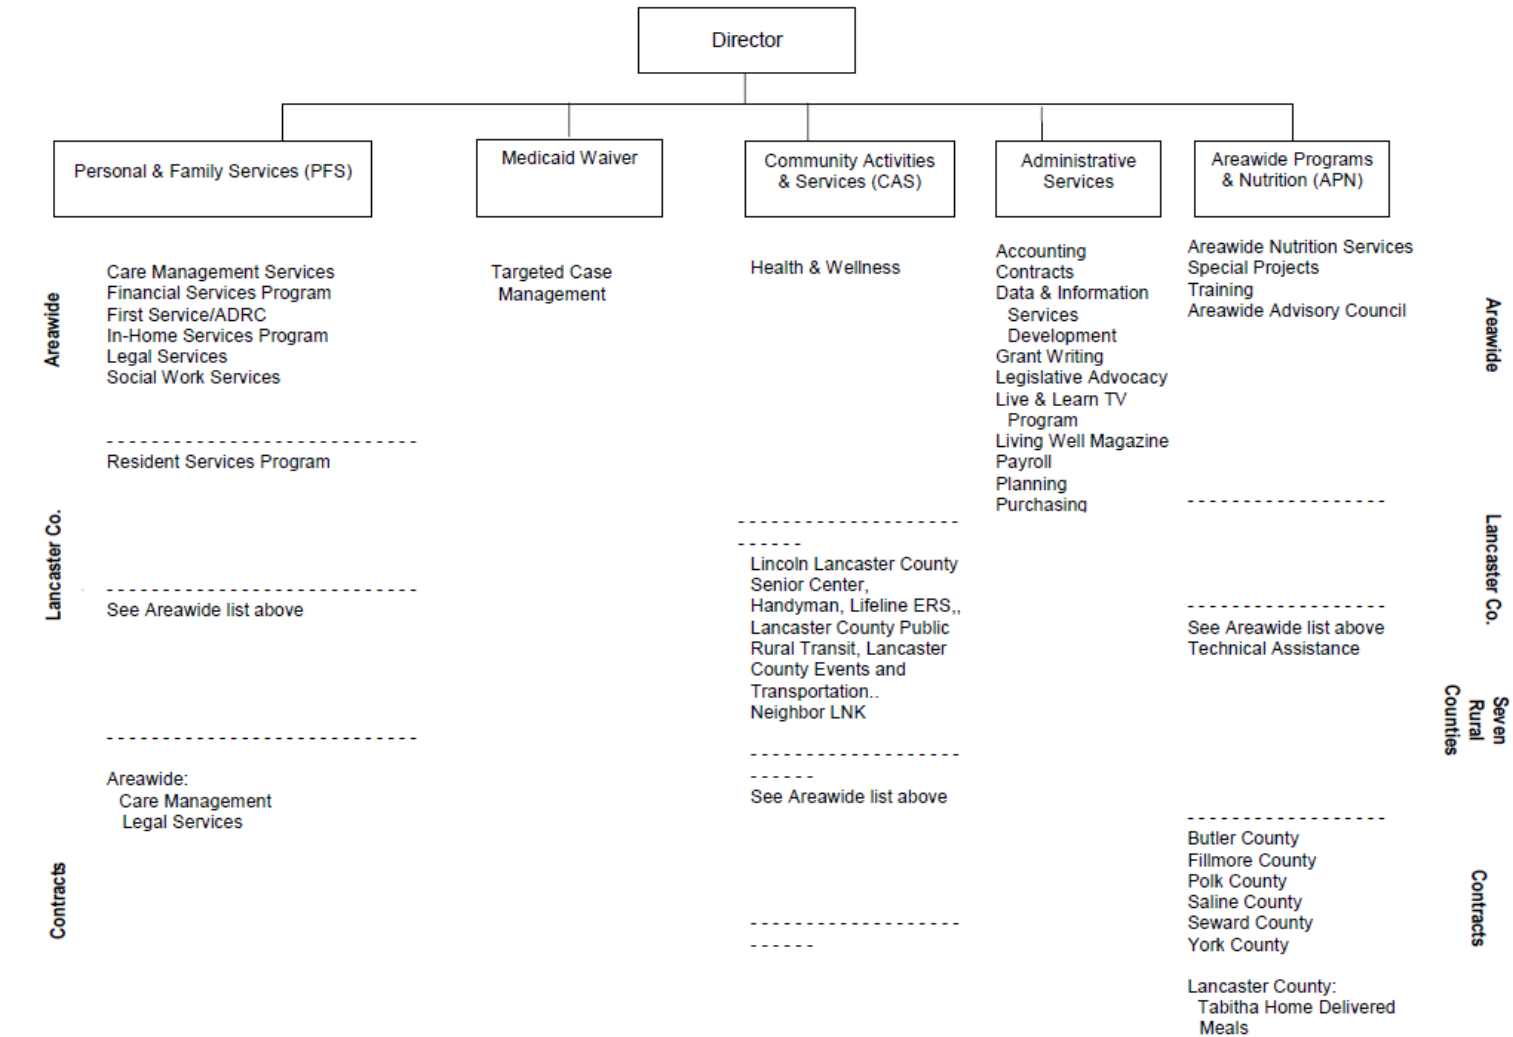 Director
Personal & Family Services (PFS)
Medicaid Waiver
Community Activities
& Services (CAS)
Administrative
Services
Areawide Programs
& Nutrition (APN)
Areawide
Care Management Services
Financial Services Program
First Service/ADRC
In-Home Services Program
Legal Services
Social Work Services
- - - - - - - - - - - - - - - - - - - - - - - - - - - -
Lancaster Co.
Resident Services Program
- - - - - - - - - - - - - - - - - - - - - - - - - - - -
See Areawide list above
- - - - - - - - - - - - - - - - - - - - - - - - - - - -
Contracts
Areawide:
Care Management
Legal Services
Targeted Case
Management
Health & Wellness
- - - - - - - - - - - - - - - - - - - -
- - - - - -
Lincoln Lancaster County
Senior Center,
Handyman, Lifeline ERS,,
Lancaster County Public
Rural Transit, Lancaster
County Events and
Transportation..
Neighbor LNK
- - - - - - - - - - - - - - - - - - -
- - - - - -
See Areawide list above
- - - - - - - - - - - - - - - - - - -
- - - - - -
Accounting
Contracts
Data & Information
Services
Development
Grant Writing
Legislative Advocacy
Live & Learn TV
Program
Living Well Magazine
Payroll
Planning
Purchasing
Areawide Nutrition Services
Special Projects
Training
Areawide Advisory Council
- - - - - - - - - - - - - - - - - -
- - - - - - - - - - - - - - - - - -
See Areawide list above
Technical Assistance
- - - - - - - - - - - - - - - - - -
Butler County
Fillmore County
Polk County
Saline County
Seward County
York County
Lancaster County:
Tabitha Home Delivered
Meals
Areawide
Lancaster Co.
Seven
Rural
Counties
Contracts